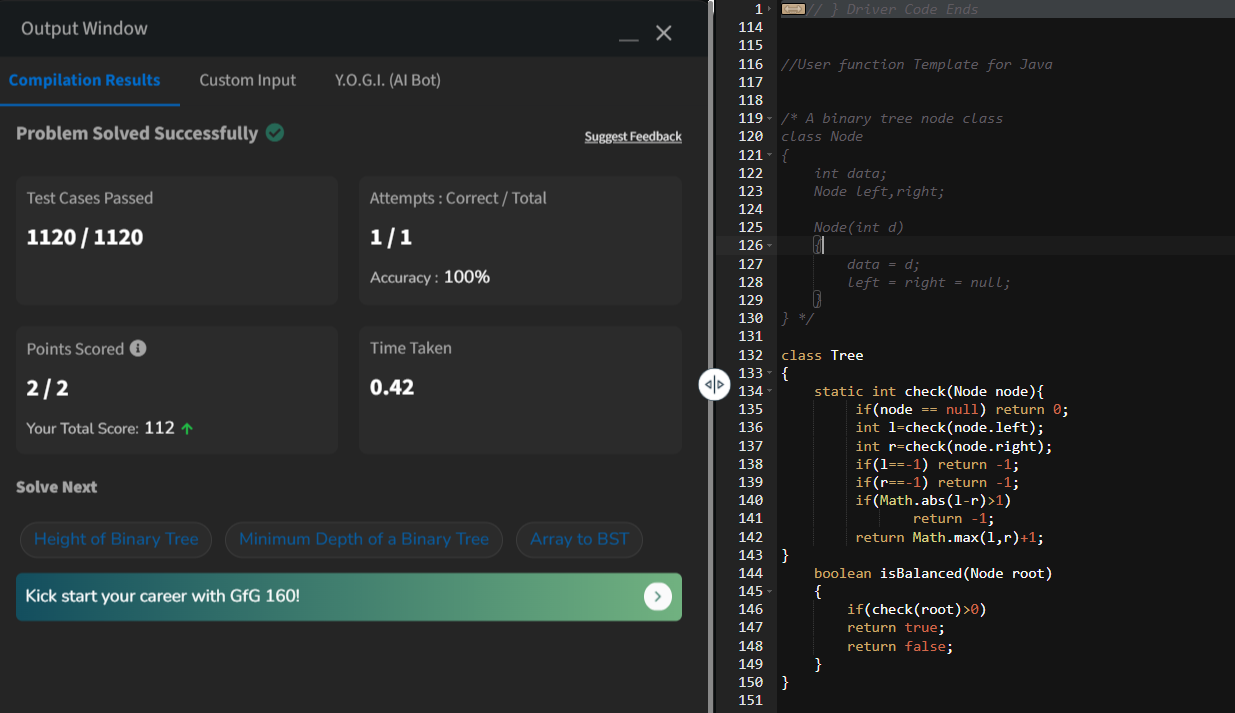 Output Window
Compilation Results Custom Input Y.O.G.I. (AI Bot)
Problem Solved Successfully
Suggest Feedback
Test Cases Passed
1120 / 1120
Attempts : Correct / Total
1 / 1
Accuracy : 100%
Points Scored
2 / 2
Your Total Score: 112
Time Taken
0.42
Solve Next
Height of Binary Tree Minimum Depth of a Binary Tree Array to BST
Kick start your career with GfG 160!
1 // } Driver Code Ends
114
115
116 //User function Template for Java
117
118
119 /* A binary tree node class
120 class Node
121 {
122     int data;
123     Node left,right;
124
125     Node(int d)
126     {
127         data = d;
128         left = right = null;
129     }
130 } */
131
132 class Tree
133 {
134     static int check(Node node){
135          if(node == null) return 0;
136          int l=check(node.left);
137          int r=check(node.right);
138          if(l==-1) return -1;
139          if(r==-1) return -1;
140          if(Math.abs(l-r)>1)
141                 return -1;
142          return Math.max(l,r)+1;
143 }
144     boolean isBalanced(Node root)
145     {
146         if(check(root)>0)
147         return true;
148         return false;
149     }
150 }
151